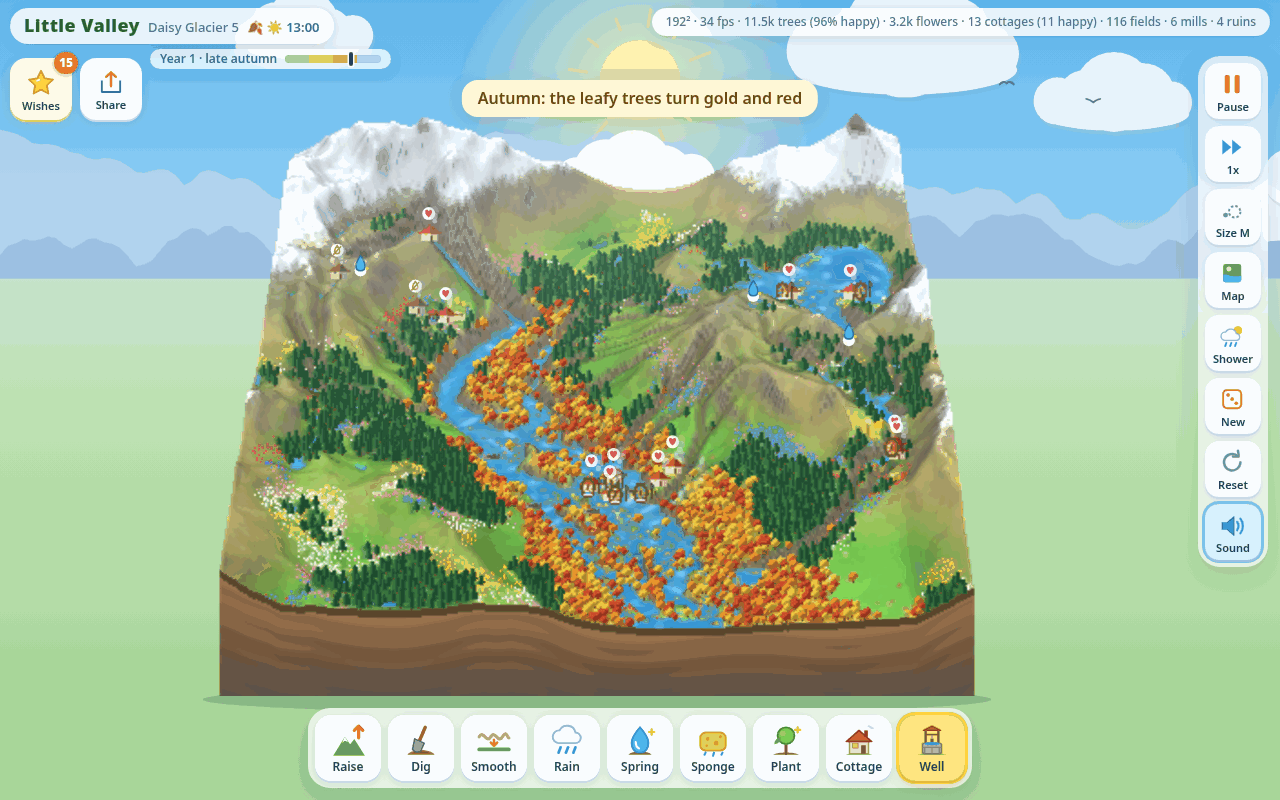 Little Valley Daisy Glacier 5 13:00
192² · 34 fps · 11.5k trees (96% happy) · 3.2k flowers · 13 cottages (11 happy) · 116 fields · 6 mills · 4 ruins
Year 1 · late autumn
15
Wishes
Share
Autumn: the leafy trees turn gold and red
Pause
1x
Size M
Map
Shower
New
Reset
Sound
Raise
Dig
Smooth
Rain
Spring
Sponge
Plant
Cottage
Well